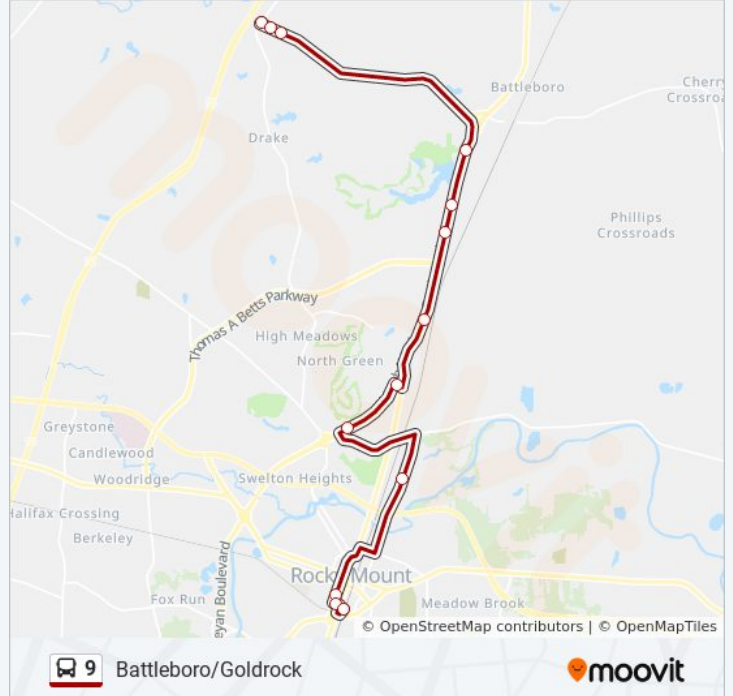 Battleboro
Cherry
Crossroa
Drake
Phillips
Crossroads
Thomas A Betts Parkway
High Meadows
North Green
Greystone
Candlewood
Woodridge
Swelton Heights
Halifax Crossing
Berkeley
Rocky Mount
Fox Run
eyan Boulevard
Meadow Brook
© OpenStreetMap contributors | © OpenMapTiles
9 Battleboro/Goldrock
moovit